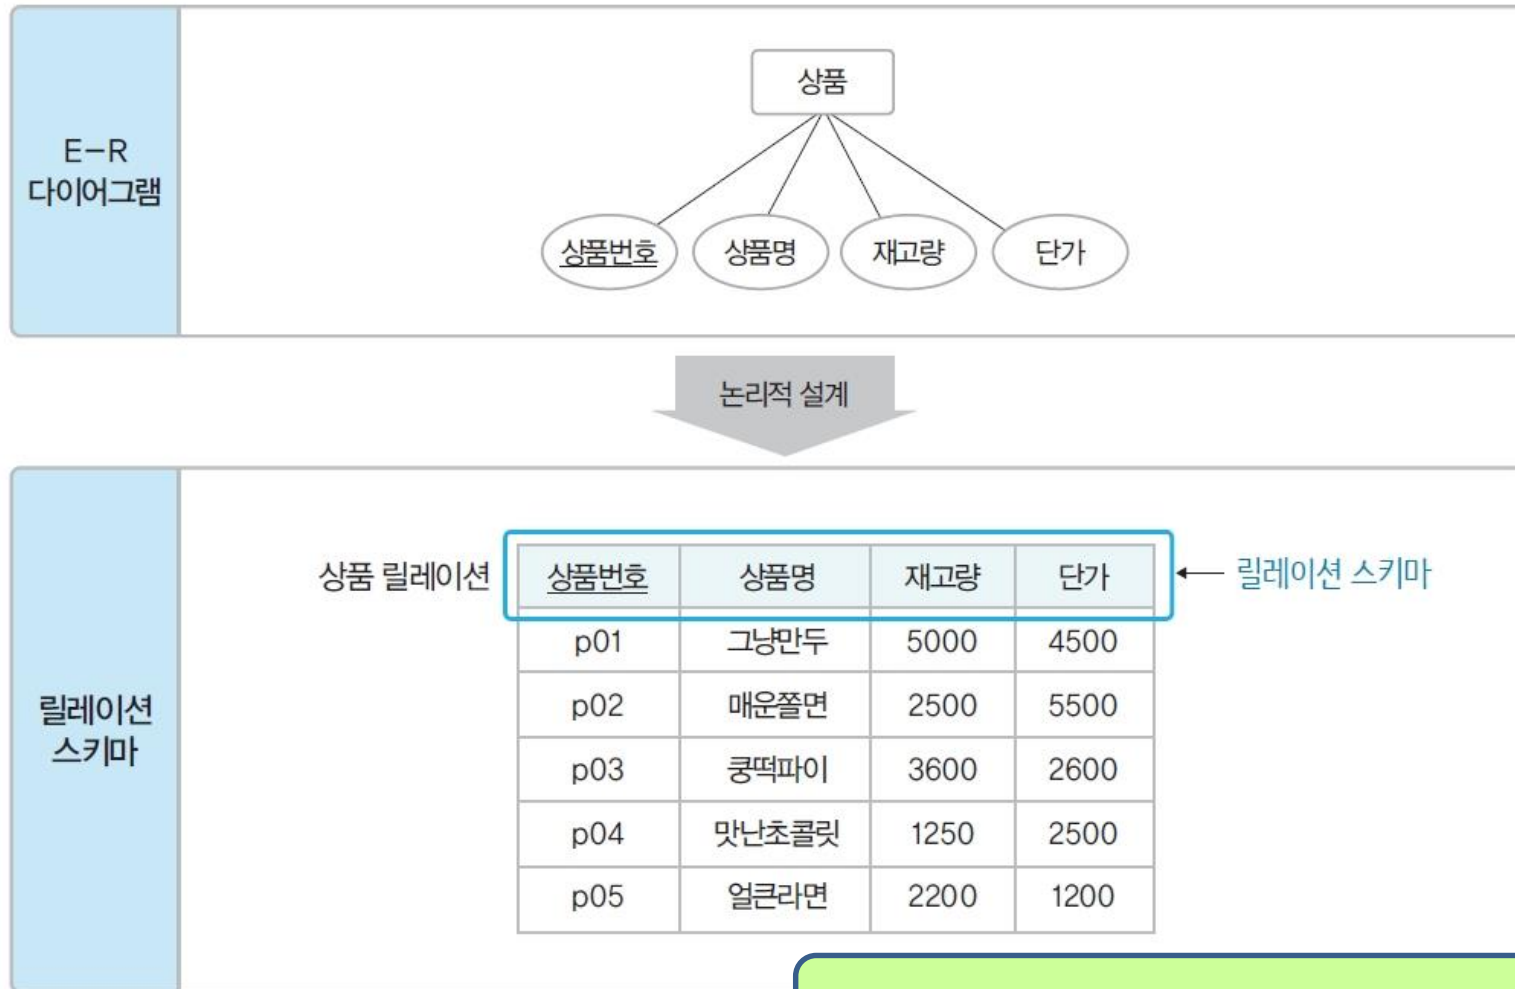 E-R
다이어그램
상품
상품번호 상품명 재고량 단가
논리적 설계
릴레이션
스키마
상품 릴레이션
상품번호 상품명 재고량 단가
릴레이션 스키마
p01 그냥만두 5000 4500
p02 매운쫄면 2500 5500
p03 쿵떡파이 3600 2600
p04 맛난초콜릿 1250 2500
p05 얼큰라면 2200 1200